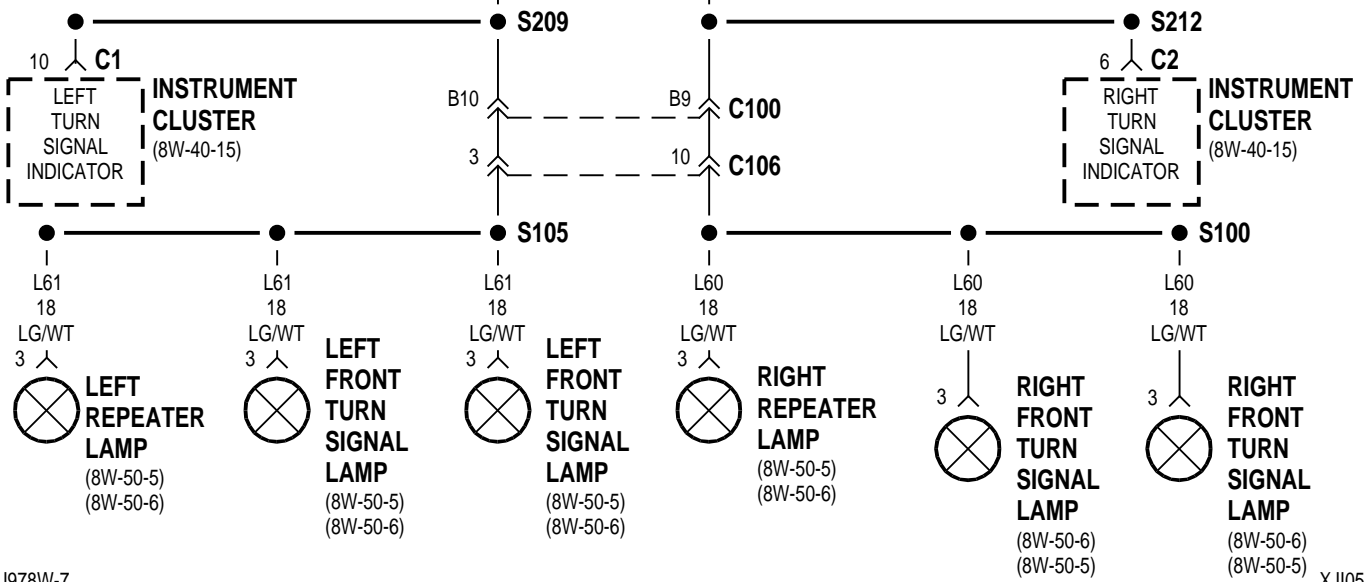 S209
S212
10
C1
6
C2
LEFT
TURN
SIGNAL
INDICATOR
INSTRUMENT
CLUSTER
(8W-40-15)
B10
B9
C100
3
10
C106
RIGHT
TURN
SIGNAL
INDICATOR
INSTRUMENT
CLUSTER
(8W-40-15)
S105
S100
L61
18
LG/WT
3
LEFT
REPEATER
LAMP
(8W-50-5)
(8W-50-6)
L61
18
LG/WT
3
LEFT
FRONT
TURN
SIGNAL
LAMP
(8W-50-5)
(8W-50-6)
L61
18
LG/WT
3
LEFT
FRONT
TURN
SIGNAL
LAMP
(8W-50-5)
(8W-50-6)
L60
18
LG/WT
3
RIGHT
REPEATER
LAMP
(8W-50-5)
(8W-50-6)
L60
18
LG/WT
3
RIGHT
FRONT
TURN
SIGNAL
LAMP
(8W-50-6)
(8W-50-5)
L60
18
LG/WT
3
RIGHT
FRONT
TURN
SIGNAL
LAMP
(8W-50-6)
(8W-50-5)